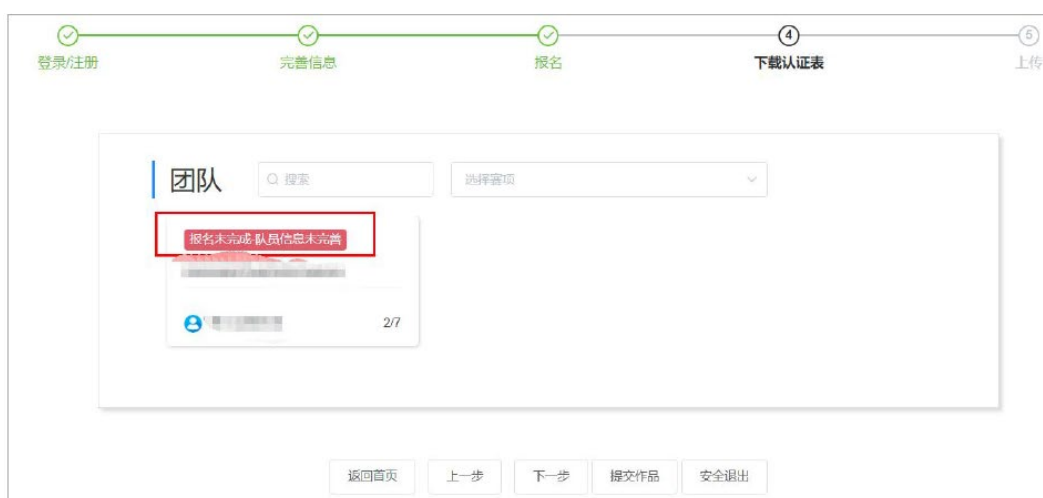 4 5
登录/注册 完善信息 报名 下载认证表 上传
团队 搜索 选择赛项
报名未完成-队员信息未完善
2/7
返回首页 上一步 下一步 提交作品 安全退出